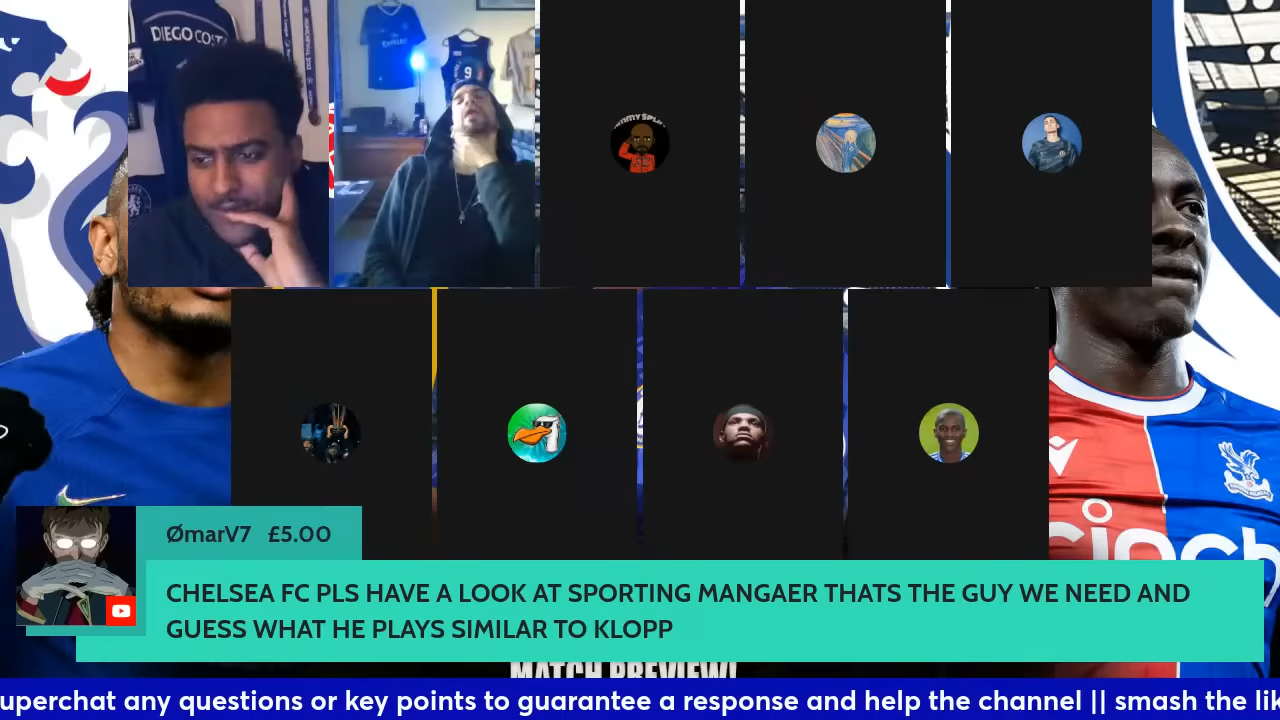 DIEGO COSTA
9
ØmarV7 £5.00
CHELSEA FC PLS HAVE A LOOK AT SPORTING MANGAER THATS THE GUY WE NEED AND
GUESS WHAT HE PLAYS SIMILAR TO KLOPP
cinch
MATCH PREVIEW!
uperchat any questions or key points to guarantee a response and help the channel || smash the lik